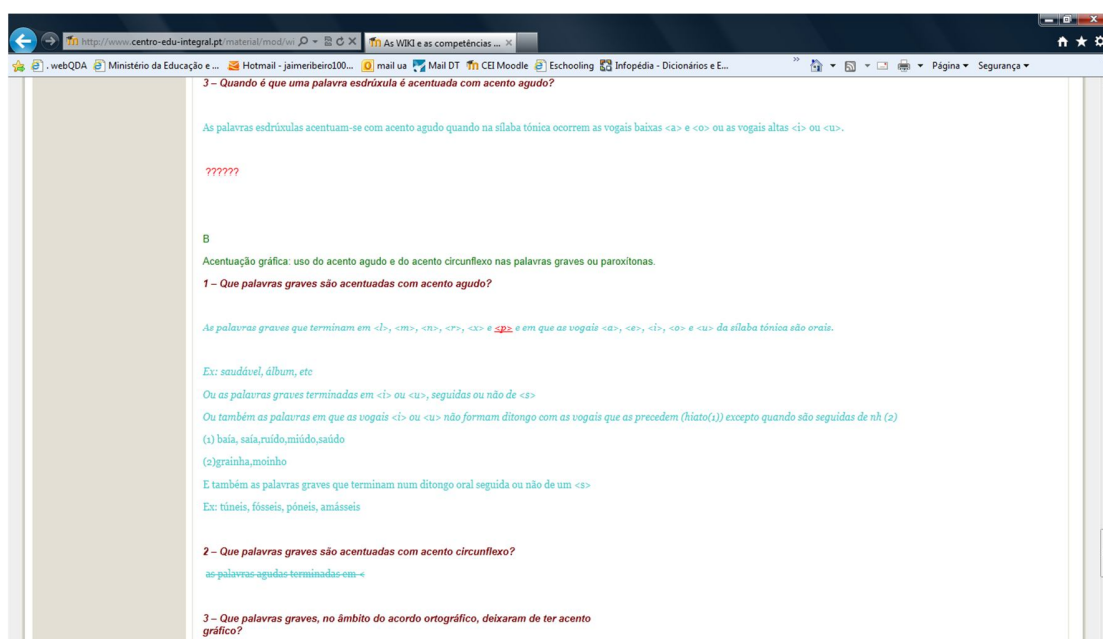 http://www.centro-edu-integral.pt/material/mod/wi
As WIKI e as competências ...
. webQDA
Ministério da Educação e ...
Hotmail - jaimeribeiro100...
mail ua
Mail DT
CEI Moodle
Eschooling
Infopédia - Dicionários e E...
»
Página
Segurança
3 – Quando é que uma palavra esdrúxula é acentuada com acento agudo?
As palavras esdrúxulas acentuam-se com acento agudo quando na sílaba tónica ocorrem as vogais baixas <a> e <o> ou as vogais altas <i> ou <u>.
??????
B
Acentuação gráfica: uso do acento agudo e do acento circunflexo nas palavras graves ou paroxítonas.
1 – Que palavras graves são acentuadas com acento agudo?
As palavras graves que terminam em <l>, <m>, <n>, <r>, <x> e <p> e em que as vogais <a>, <e>, <i>, <o> e <u> da sílaba tónica são orais.
Ex: saudável, álbum, etc
Ou as palavras graves terminadas em <i> ou <u>, seguidas ou não de <s>
Ou também as palavras em que as vogais <i> ou <u> não formam ditongo com as vogais que as precedem (hiato(1)) excepto quando são seguidas de nh (2)
(1) baía, saía,ruído,miúdo,saúdo
(2)grainha,moinho
E também as palavras graves que terminam num ditongo oral seguida ou não de um <s>
Ex: túneis, fósseis, póneis, amásseis
2 – Que palavras graves são acentuadas com acento circunflexo?
as palavras agudas terminadas em <
3 – Que palavras graves, no âmbito do acordo ortográfico, deixaram de ter acento
gráfico?